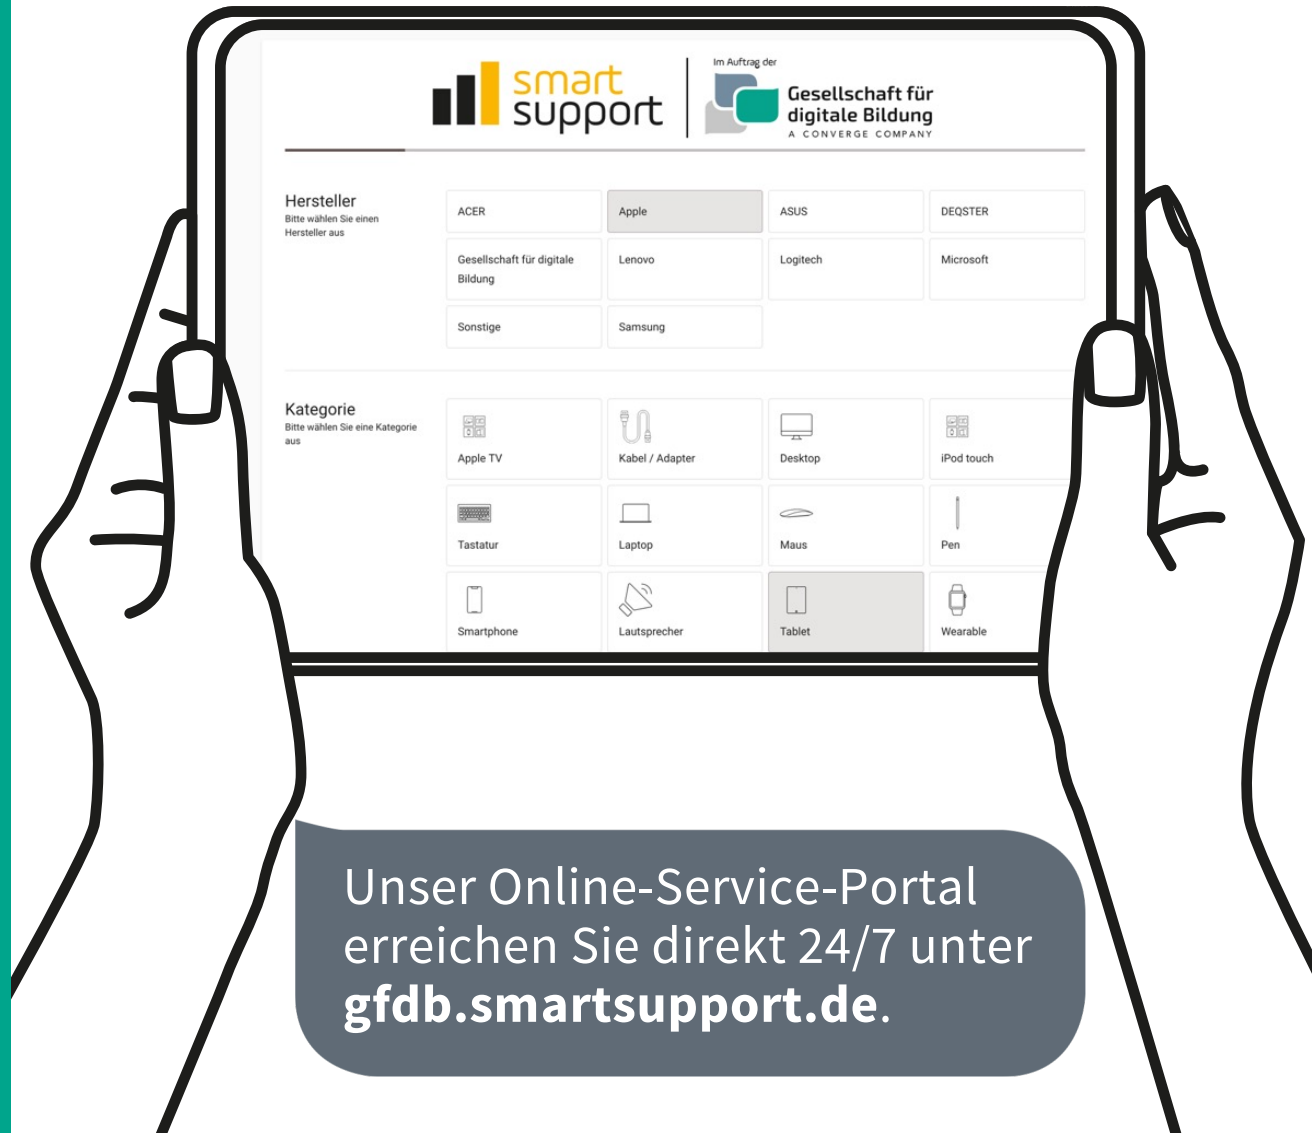 smart
support
Im Auftrag der
Gesellschaft für
digitale Bildung
A CONVERGE COMPANY
Hersteller
Bitte wählen Sie einen
Hersteller aus
ACER
Apple
ASUS
DEQSTER
Gesellschaft für digitale
Bildung
Lenovo
Logitech
Microsoft
Sonstige
Samsung
Kategorie
Bitte wählen Sie eine Kategorie
aus
Apple TV
Kabel / Adapter
Desktop
iPod touch
Tastatur
Laptop
Maus
Pen
Smartphone
Lautsprecher
Tablet
Wearable
Unser Online-Service-Portal
erreichen Sie direkt 24/7 unter
gfdb.smartsupport.de.